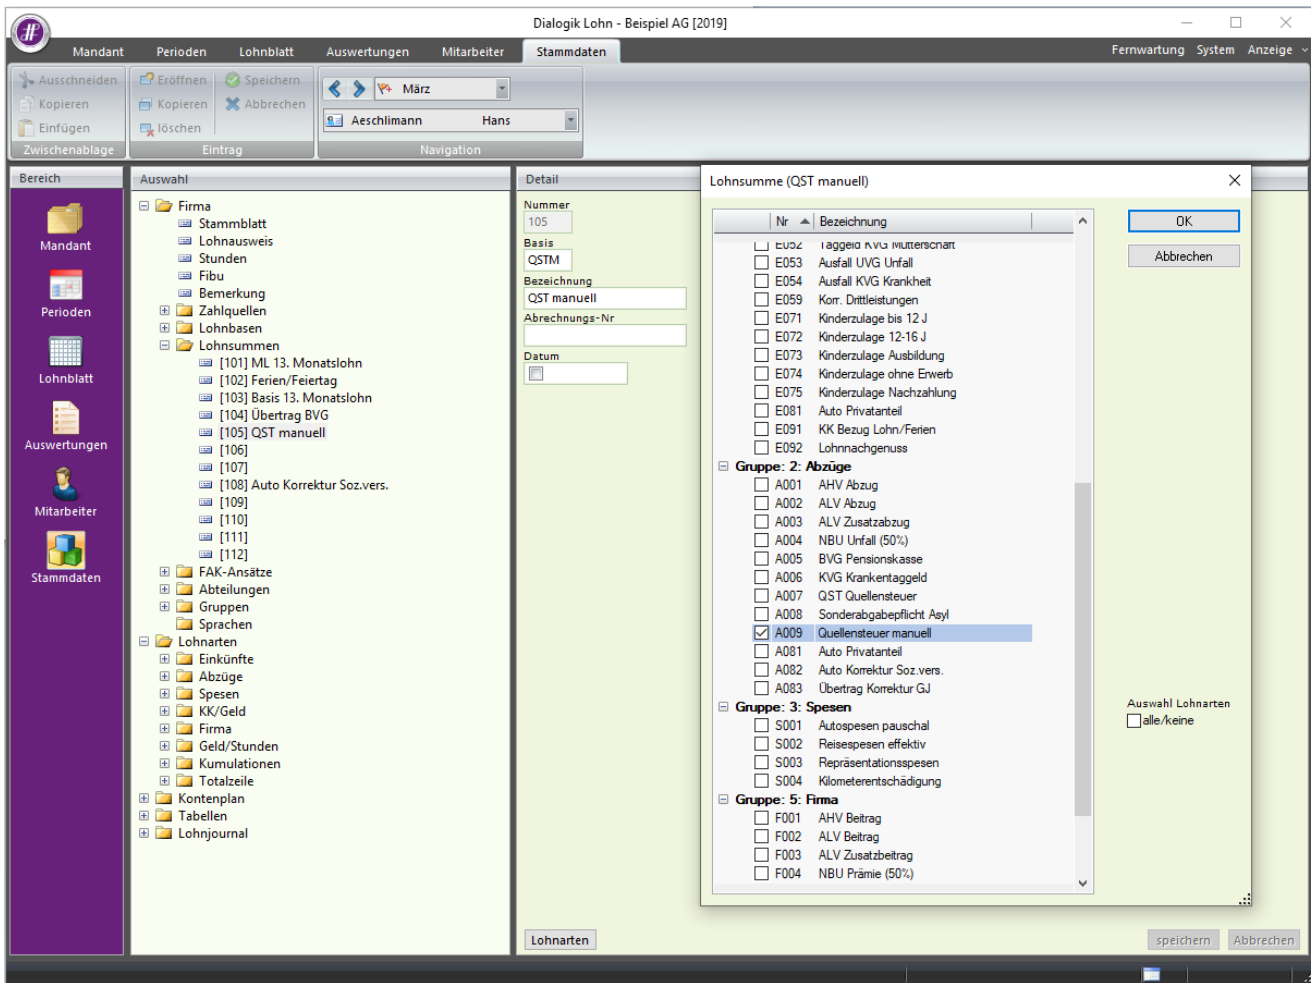 Dialogik Lohn - Beispiel AG [2019]
Mandant Perioden Lohnblatt Auswertungen Mitarbeiter Stammdaten Fernwartung System Anzeige
Ausschneiden
Kopieren
Einfügen
Zwischenablage
Eröffnen Speichern
Kopieren Abbrechen
löschen
Eintrag
März
Aeschlimann Hans
Navigation
Bereich
Mandant
Perioden
Lohnblatt
Auswertungen
Mitarbeiter
Stammdaten
Auswahl
Firma
Stammblatt
Lohnausweis
Stunden
Fibu
Bemerkung
Zahlquellen
Lohnbasen
Lohnsummen
[101] ML 13. Monatslohn
[102] Ferien/Feiertag
[103] Basis 13. Monatslohn
[104] Übertrag BVG
[105] QST manuell
[106]
[107]
[108] Auto Korrektur Soz.vers.
[109]
[110]
[111]
[112]
FAK-Ansätze
Abteilungen
Gruppen
Sprachen
Lohnarten
Einkünfte
Abzüge
Spesen
KK/Geld
Firma
Geld/Stunden
Kumulationen
Totalzeile
Kontenplan
Tabellen
Lohnjournal
Detail
Nummer
105
Basis
QSTM
Bezeichnung
QST manuell
Abrechnungs-Nr
Datum
Lohnarten
speichern Abbrechen
Lohnsumme (QST manuell)
Nr Bezeichnung
E052 Taggeld KVG Mutterschaft
E053 Ausfall UVG Unfall
E054 Ausfall KVG Krankheit
E059 Korr. Drittleistungen
E071 Kinderzulage bis 12 J
E072 Kinderzulage 12-16 J
E073 Kinderzulage Ausbildung
E074 Kinderzulage ohne Erwerb
E075 Kinderzulage Nachzahlung
E081 Auto Privatanteil
E091 KK Bezug Lohn/Ferien
E092 Lohnnachgenuss
Gruppe: 2: Abzüge
A001 AHV Abzug
A002 ALV Abzug
A003 ALV Zusatzabzug
A004 NBU Unfall (50%)
A005 BVG Pensionskasse
A006 KVG Krankentaggeld
A007 QST Quellensteuer
A008 Sonderabgabepflicht Asyl
A009 Quellensteuer manuell
A081 Auto Privatanteil
A082 Auto Korrektur Soz.vers.
A083 Übertrag Korrektur GJ
Gruppe: 3: Spesen
S001 Autospesen pauschal
S002 Reisespesen effektiv
S003 Repräsentationsspesen
S004 Kilometerentschädigung
Gruppe: 5: Firma
F001 AHV Beitrag
F002 ALV Beitrag
F003 ALV Zusatzbeitrag
F004 NBU Prämie (50%)
OK
Abbrechen
Auswahl Lohnarten
alle/keine